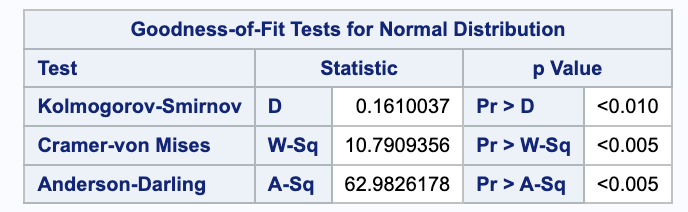 Goodness-of-Fit Tests for Normal Distribution
Test Statistic p Value
Kolmogorov-Smirnov D 0.1610037 Pr > D <0.010
Cramer-von Mises W-Sq 10.7909356 Pr > W-Sq <0.005
Anderson-Darling A-Sq 62.9826178 Pr > A-Sq <0.005